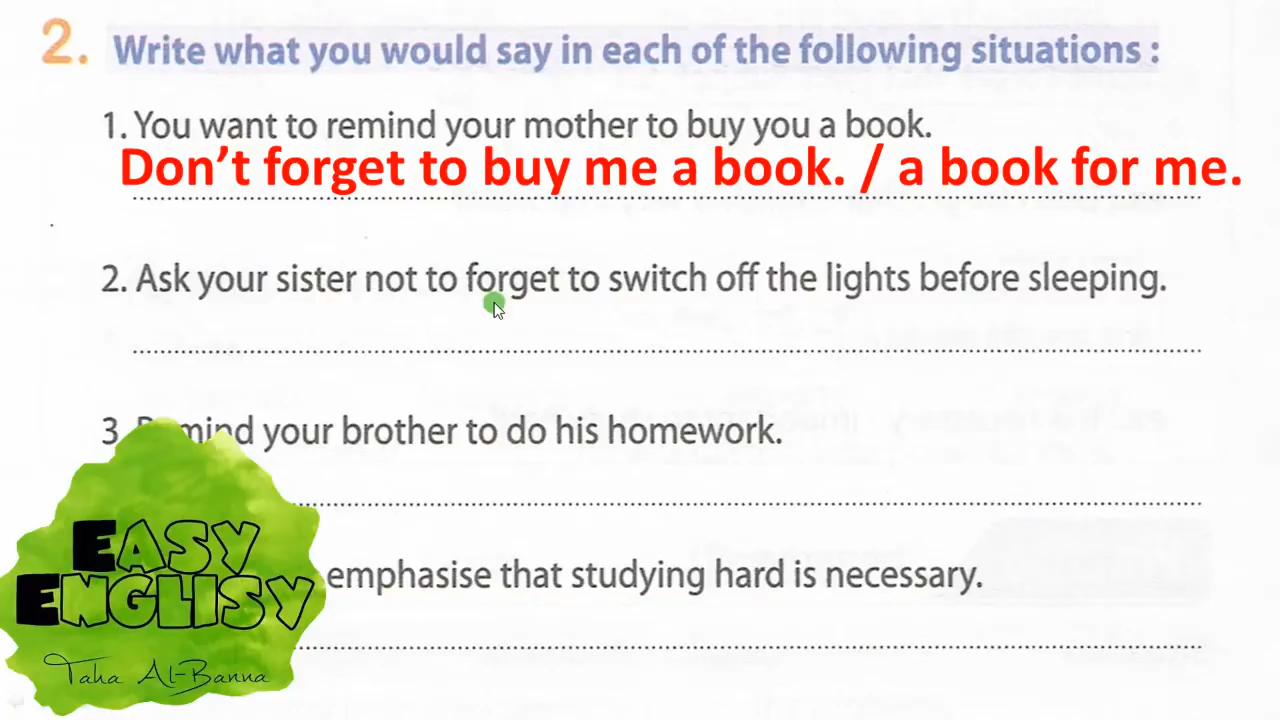 2. Write what you would say in each of the following situations :
1. You want to remind your mother to buy you a book.
Don't forget to buy me a book. / a book for me.
2. Ask your sister not to forget to switch off the lights before sleeping.
3. Remind your brother to do his homework.
emphasise that studying hard is necessary.
EASY
ENGLISY
Taha Al-Banna